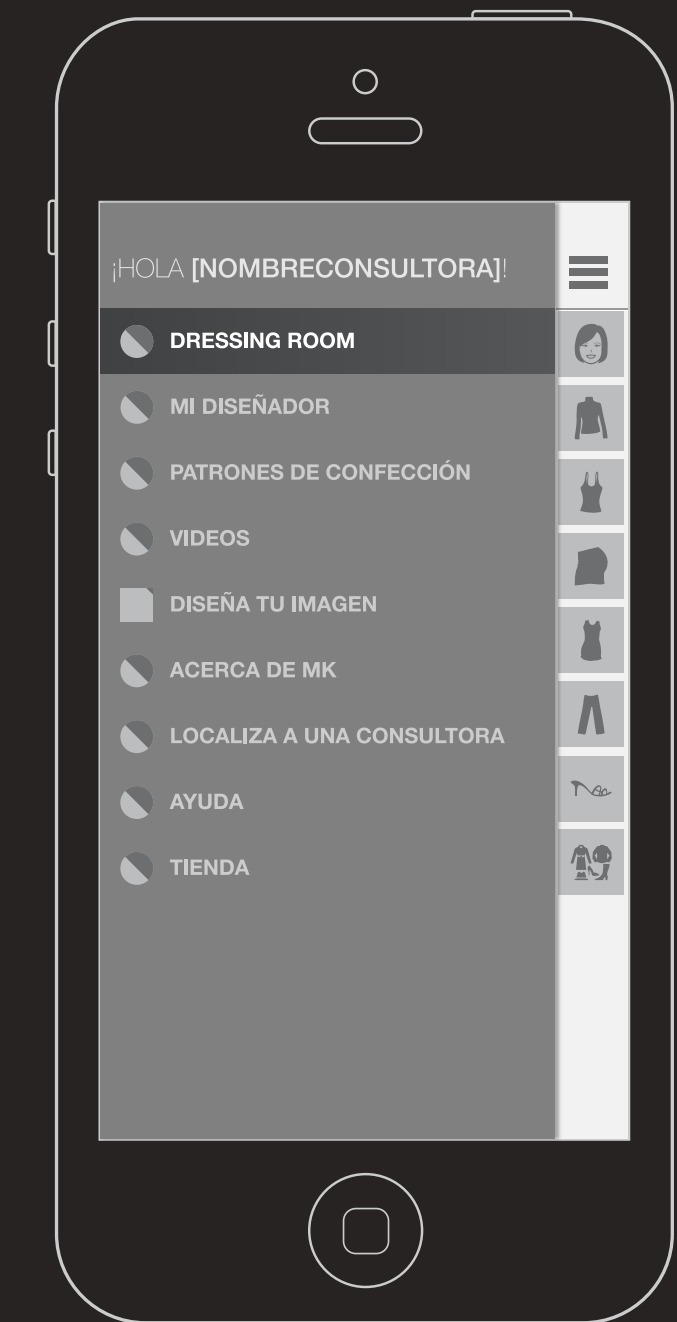 ¡HOLA [NOMBRECONSULTORA]!
DRESSING ROOM
MI DISEÑADOR
PATRONES DE CONFECCIÓN
VIDEOS
DISEÑA TU IMAGEN
ACERCA DE MK
LOCALIZA A UNA CONSULTORA
AYUDA
TIENDA